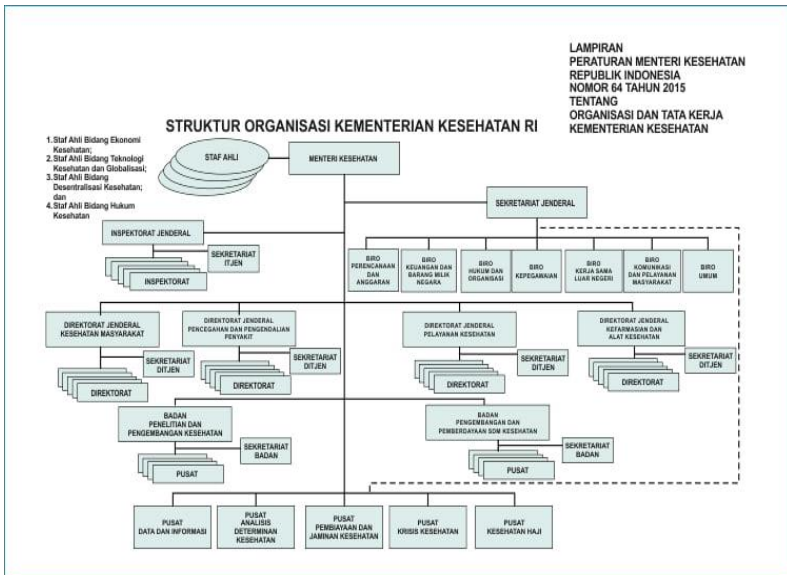 LAMPIRAN
PERATURAN MENTERI KESEHATAN
REPUBLIK INDONESIA
NOMOR 64 TAHUN 2015
TENTANG
ORGANISASI DAN TATA KERJA
KEMENTERIAN KESEHATAN
STRUKTUR ORGANISASI KEMENTERIAN KESEHATAN RI
1.Staf Ahli Bidang Ekonomi
Kesehatan;
2.Staf Ahli Bidang Teknologi
Kesehatan dan Globalisasi;
3.Staf Ahli Bidang
Desentralisasi Kesehatan;
dan
4.Staf Ahli Bidang Hukum
Kesehatan
STAF AHLI
MENTERI KESEHATAN
SEKRETARIAT JENDERAL
INSPEKTORAT JENDERAL
SEKRETARIAT
ITJEN
INSPEKTORAT
BIRO
PERENCANAAN
DAN
ANGGARAN
BIRO
KEUANGAN DAN
BARANG MILIK
NEGARA
BIRO
HUKUM DAN
ORGANISASI
BIRO
KEPEGAWAIAN
BIRO
KERJA SAMA
LUAR NEGERI
BIRO
KOMUNIKASI
DAN PELAYANAN
MASYARAKAT
BIRO
UMUM
DIREKTORAT JENDERAL
KESEHATAN MASYARAKAT
SEKRETARIAT
DITJEN
DIREKTORAT
DIREKTORAT JENDERAL
PENCEGAHAN DAN PENGENDALIAN
PENYAKIT
SEKRETARIAT
DITJEN
DIREKTORAT
DIREKTORAT JENDERAL
PELAYANAN KESEHATAN
SEKRETARIAT
DITJEN
DIREKTORAT
DIREKTORAT JENDERAL
KEFARMASIAN DAN
ALAT KESEHATAN
SEKRETARIAT
DITJEN
DIREKTORAT
BADAN
PENELITIAN DAN
PENGEMBANGAN KESEHATAN
SEKRETARIAT
BADAN
PUSAT
BADAN
PENGEMBANGAN DAN
PEMBERDAYAAN SDM KESEHATAN
SEKRETARIAT
BADAN
PUSAT
PUSAT
DATA DAN INFORMASI
PUSAT
ANALISIS
DETERMINAN
KESEHATAN
PUSAT
PEMBIAYAAN DAN
JAMINAN KESEHATAN
PUSAT
KRISIS KESEHATAN
PUSAT
KESEHATAN HAJI